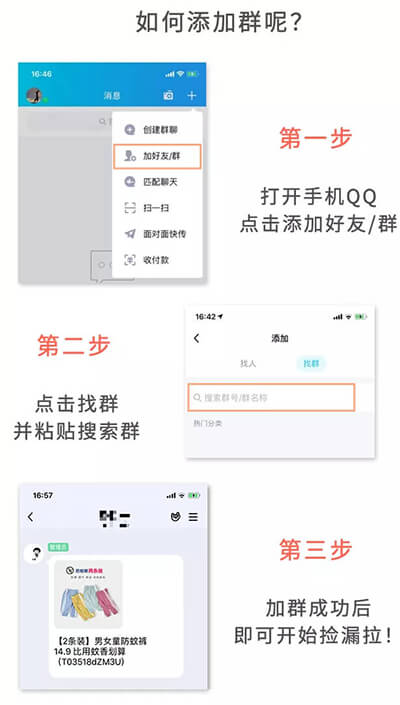 如何添加群呢?
16:46
消息
创建群聊
加好友/群
匹配聊天
扫一扫
面对面快传
收付款
第一步
打开手机QQ
点击添加好友/群
第二步
点击找群
并粘贴搜索群
16:42
添加
找人
找群
搜索群号/群名称
热门分类
16:57
管理员
【2条装】男女童防蚊裤
14.9 比用蚊香划算
(T03518dZM3U)
第三步
加群成功后
即可开始捡漏拉!